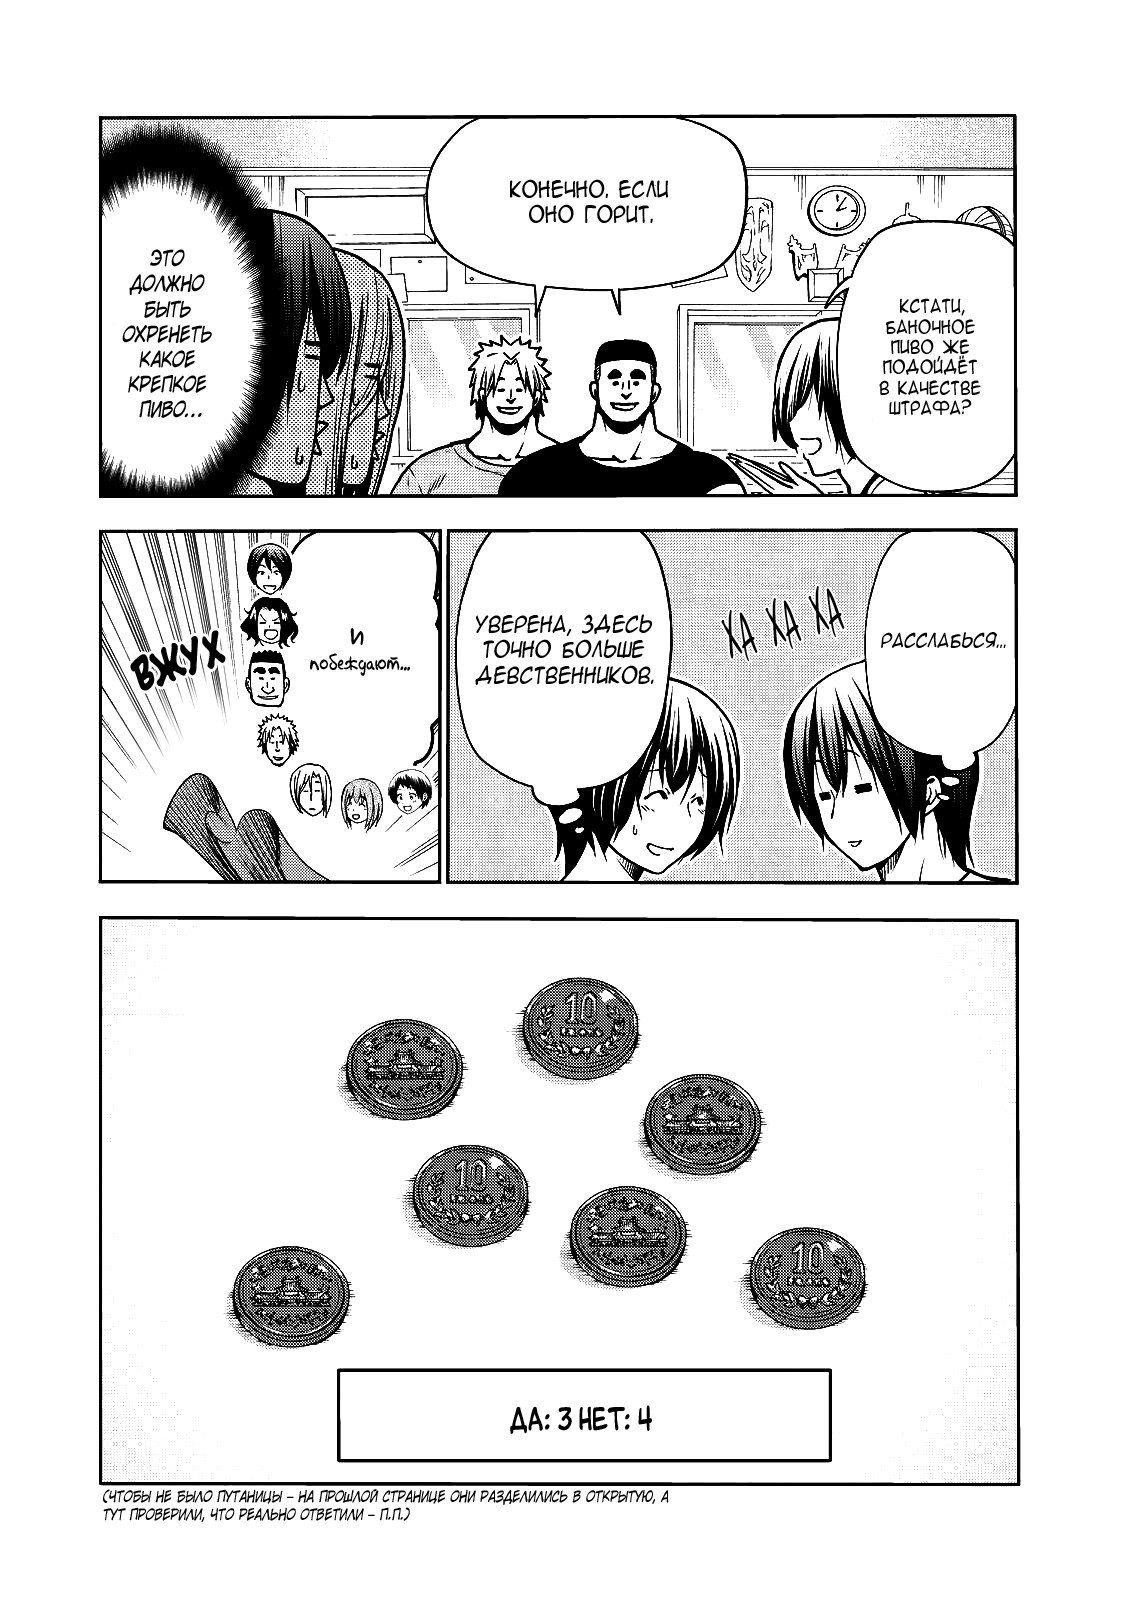 КСТАТИ,
БАНОЧНОЕ
ПИВО ЖЕ
ПОДОЙДЁТ
В КАЧЕСТВЕ
ШТРАФА?
КОНЕЧНО. ЕСЛИ
ОНО ГОРИТ.
ЭТО
ДОЛЖНО
БЫТЬ
ОХРЕНЕТЬ
КАКОЕ
КРЕПКОЕ
ПИВО...
РАССЛАБЬСЯ...
ХА ХА ХА
УВЕРЕНА, ЗДЕСЬ
ТОЧНО БОЛЬШЕ
ДЕВСТВЕННИКОВ.
И
побеждают...
ВЖУХ
10
10
10
ДА: 3 НЕТ: 4
(ЧТОБЫ НЕ БЫЛО ПУТАНИЦЫ – НА ПРОШЛОЙ СТРАНИЦЕ ОНИ РАЗДЕЛИЛИСЬ В ОТКРЫТУЮ, А
ТУТ ПРОВЕРИЛИ, ЧТО РЕАЛЬНО ОТВЕТИЛИ – П.П.)